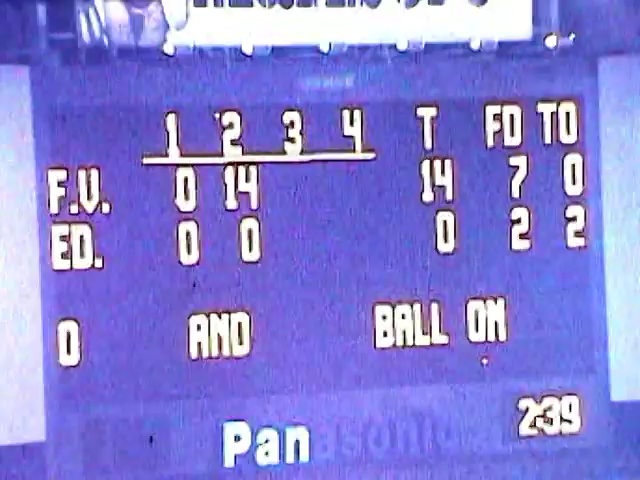 1 2 3 4 T FD TO
F.V. 0 14 14 7 0
ED. 0 0 0 2 2
0 AND BALL ON
2:39
Panasonic